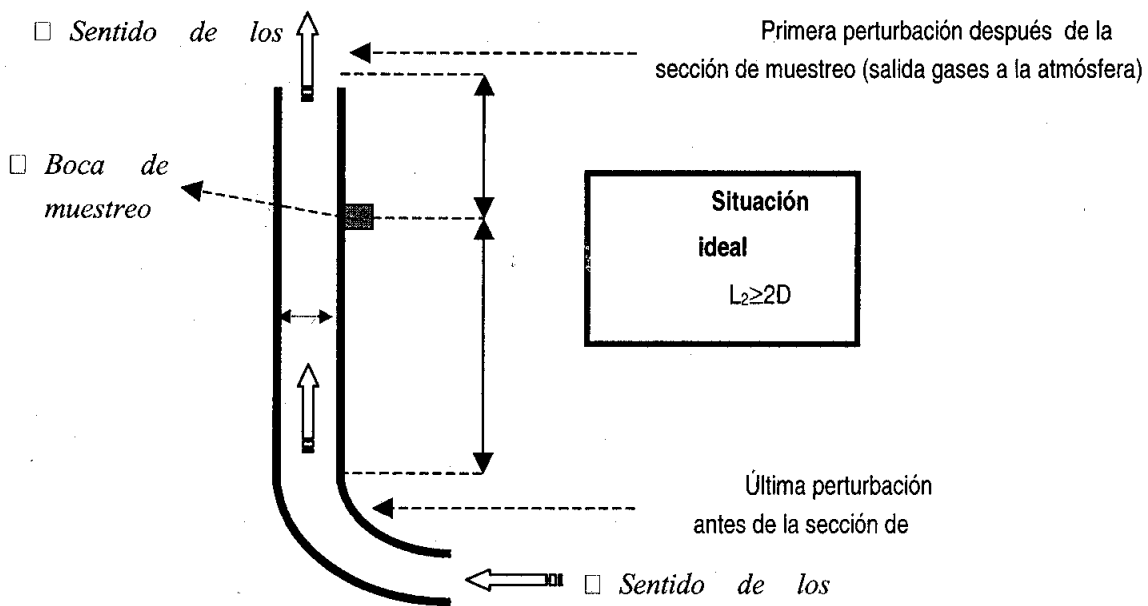 □ Sentido de los
Primera perturbación después de la
sección de muestreo (salida gases a la atmósfera)
□ Boca de
muestreo
Situación
ideal
L₂≥2D
Última perturbación
antes de la sección de
□ Sentido de los